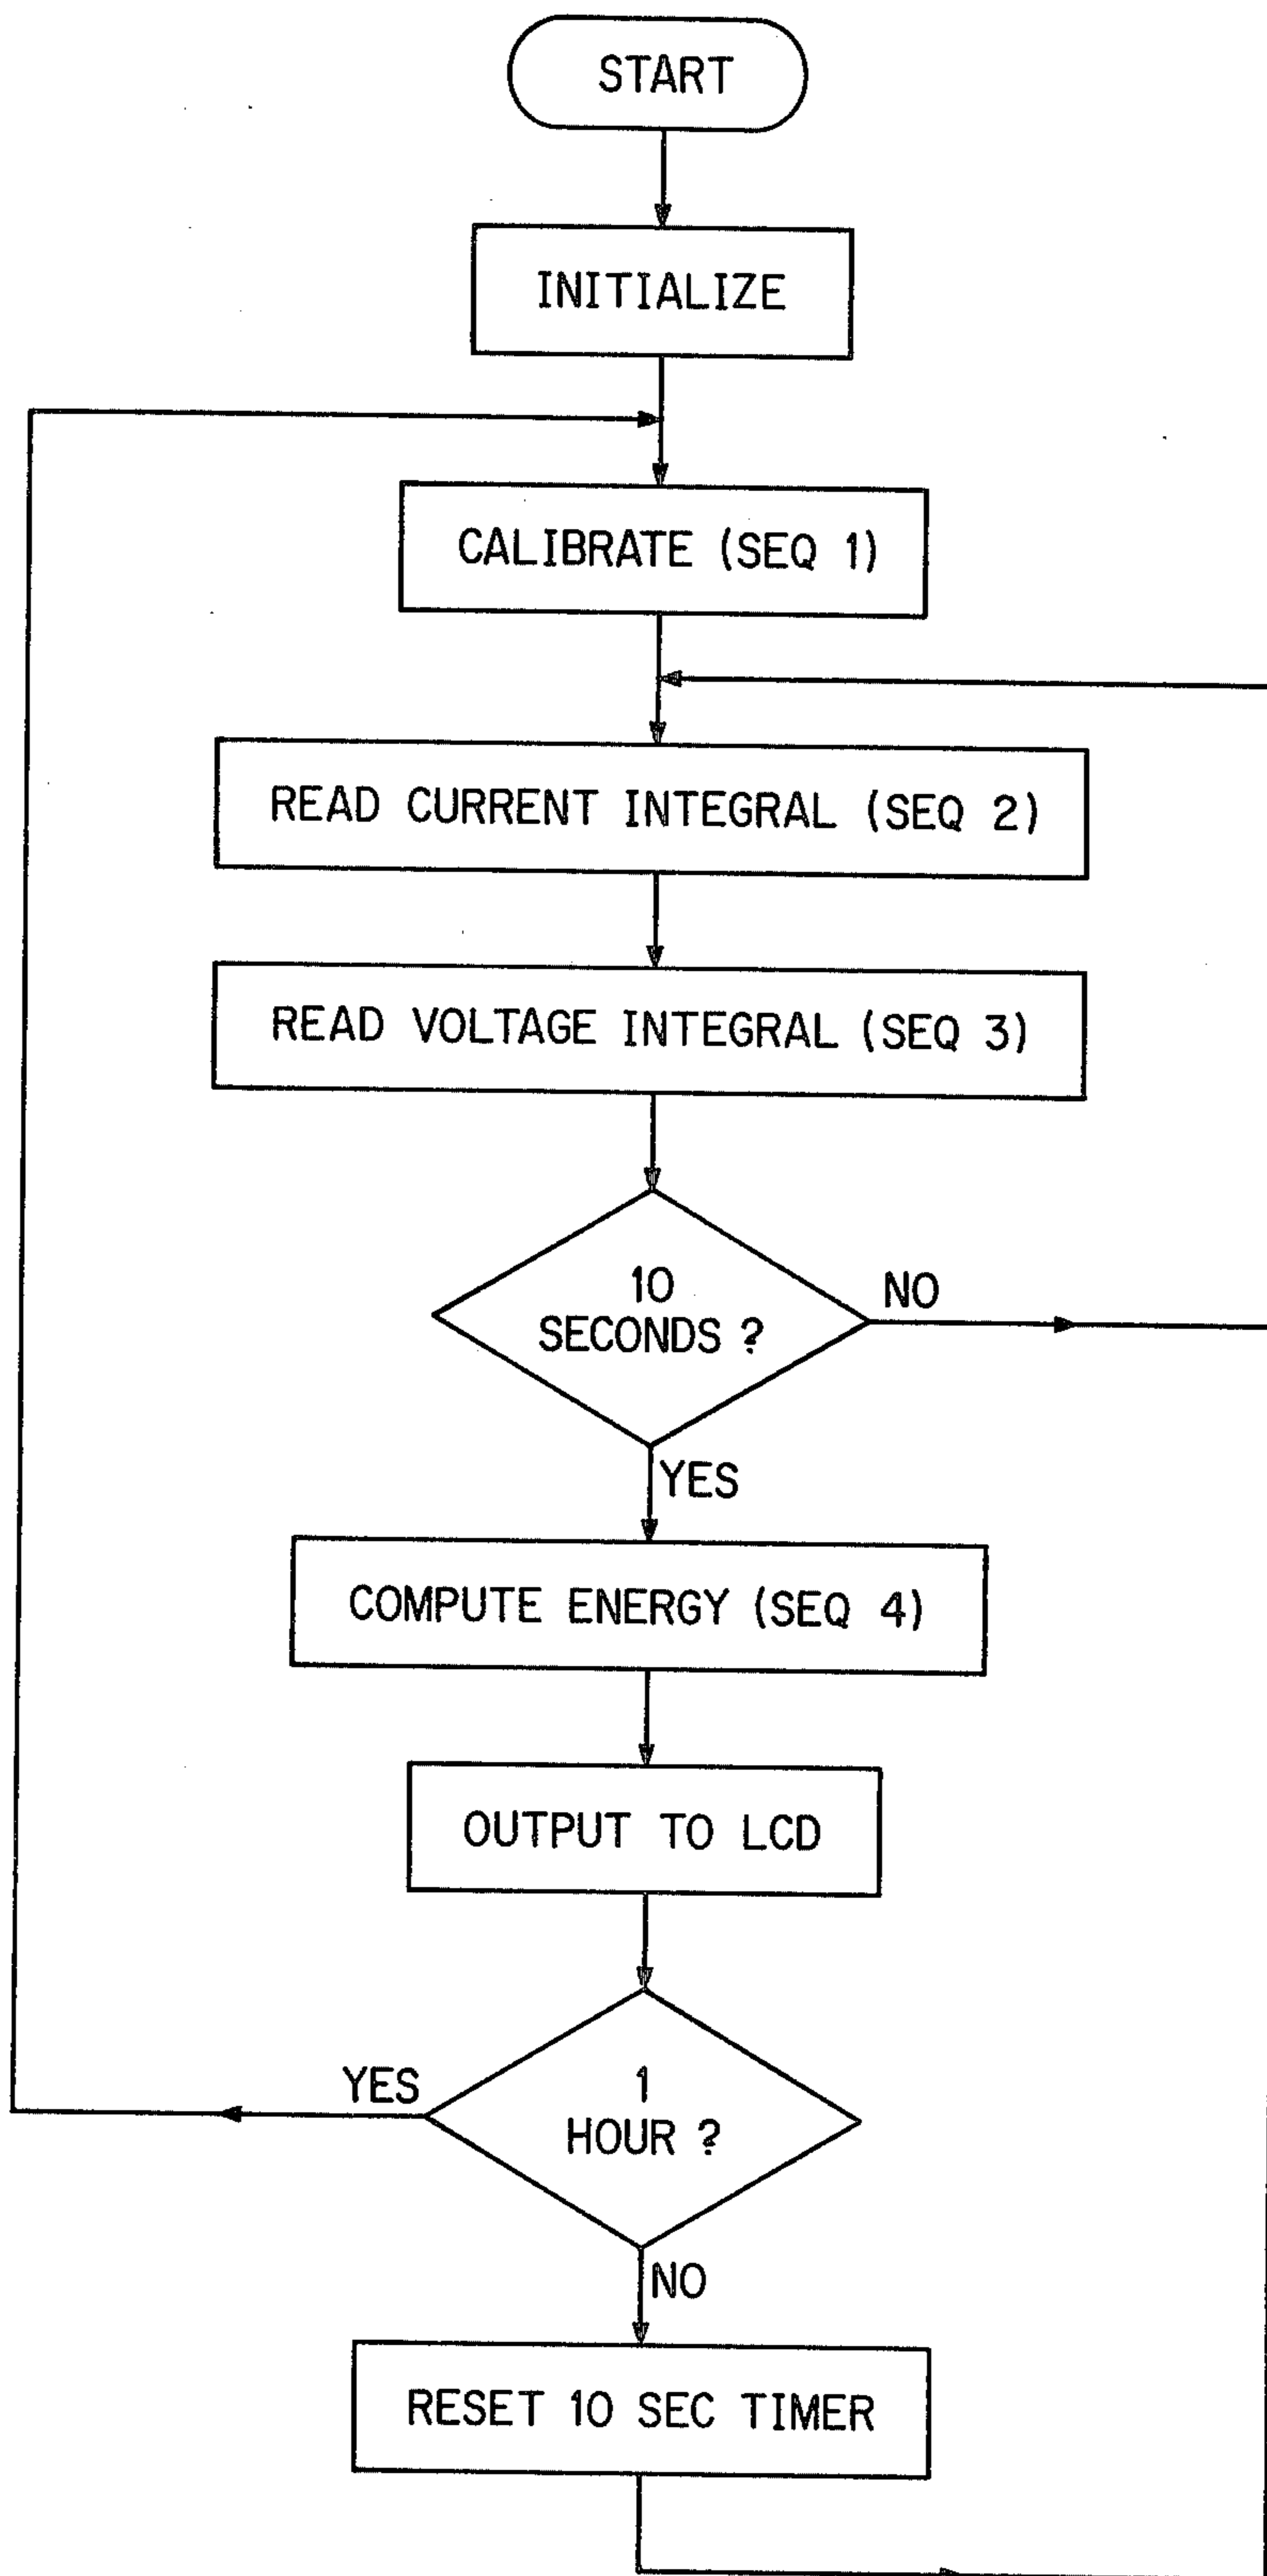 START
INITIALIZE
CALIBRATE (SEQ 1)
READ CURRENT INTEGRAL (SEQ 2)
READ VOLTAGE INTEGRAL (SEQ 3)
10
SECONDS ?
NO
YES
COMPUTE ENERGY (SEQ 4)
OUTPUT TO LCD
YES
1
HOUR ?
NO
RESET 10 SEC TIMER